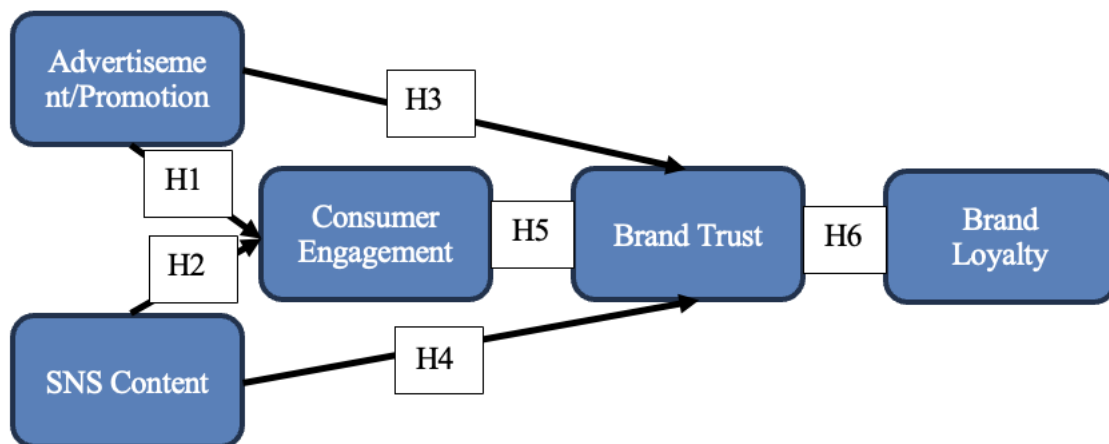 Advertiseme
nt/Promotion
H3
H1
Consumer
Engagement
H5
Brand Trust
H6
Brand
Loyalty
H2
H4
SNS Content